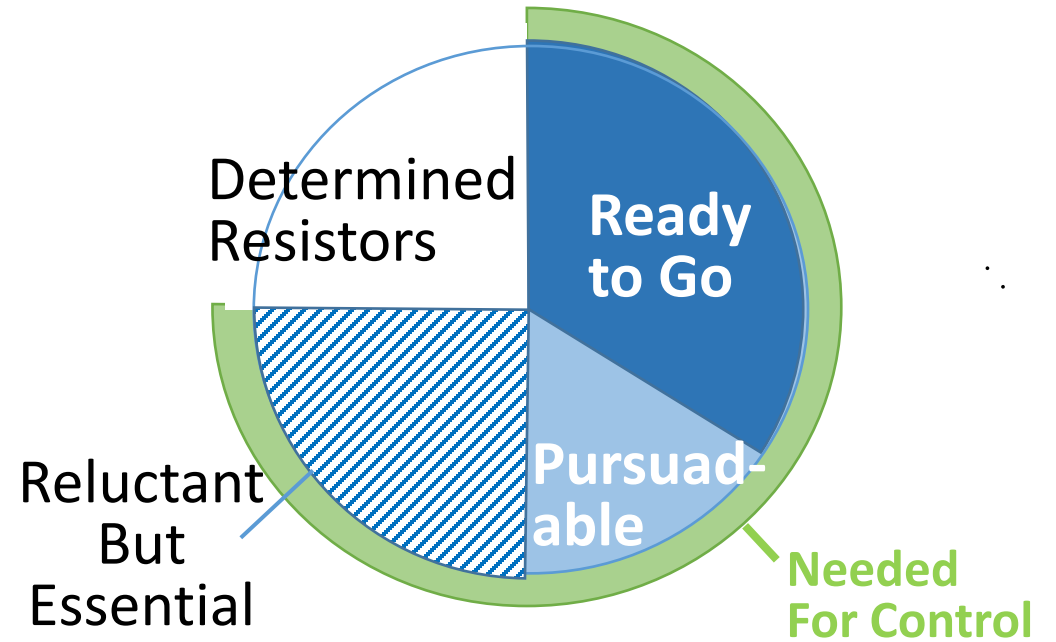 Determined
Resistors
Ready
to Go
Pursuad-
able
Reluctant
But
Essential
Needed
For Control